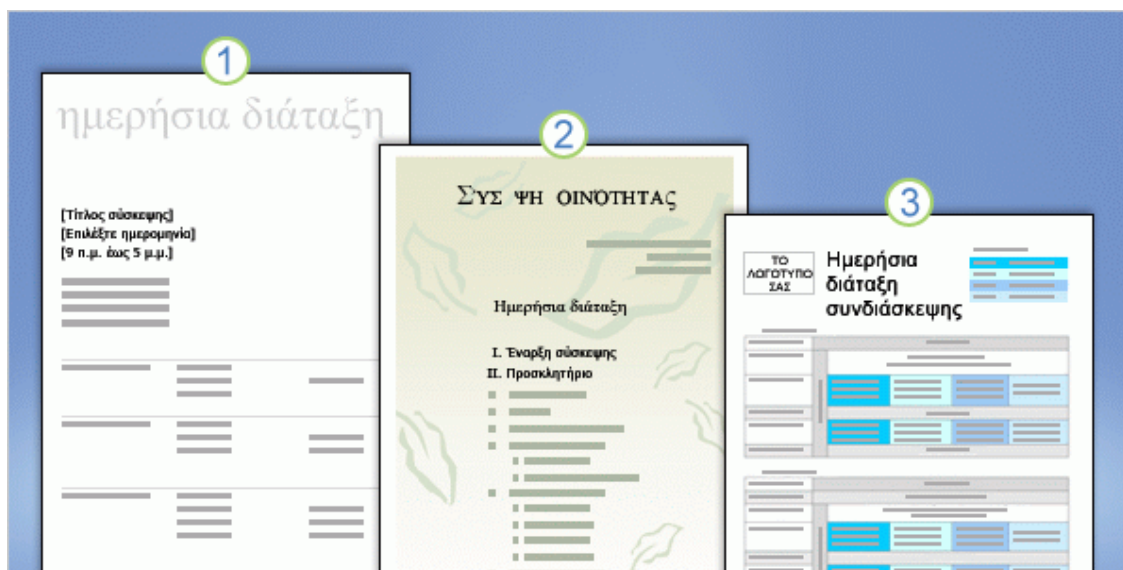 1
ημερήσια διάταξη
[Τίτλος σύσκεψης]
[Επιλέξτε ημερομηνία]
[9 π.μ. έως 5 μ.μ.]
2
Συς ψη οινότητας
Ημερήσια διάταξη
I. Έναρξη σύσκεψης
II. Προσκλητήριο
3
ΤΟ
ΛΟΓΟΤΥΠΟ
ΣΑΣ
Ημερήσια
διάταξη
συνδιάσκεψης